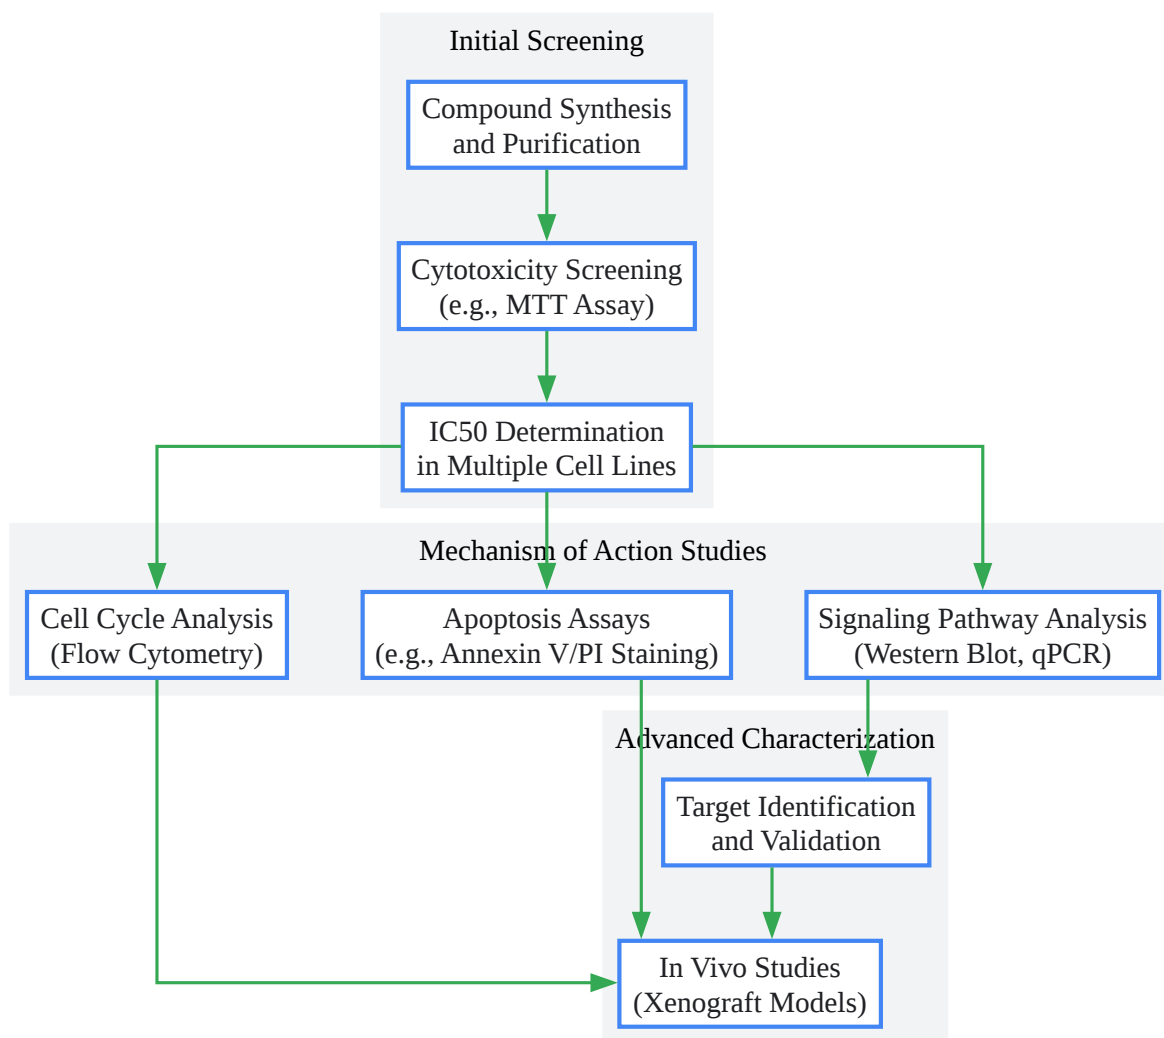 Initial Screening
Compound Synthesis
and Purification
Cytotoxicity Screening
(e.g., MTT Assay)
IC50 Determination
in Multiple Cell Lines
Mechanism of Action Studies
Cell Cycle Analysis
(Flow Cytometry)
Apoptosis Assays
(e.g., Annexin V/PI Staining)
Signaling Pathway Analysis
(Western Blot, qPCR)
Advanced Characterization
Target Identification
and Validation
In Vivo Studies
(Xenograft Models)